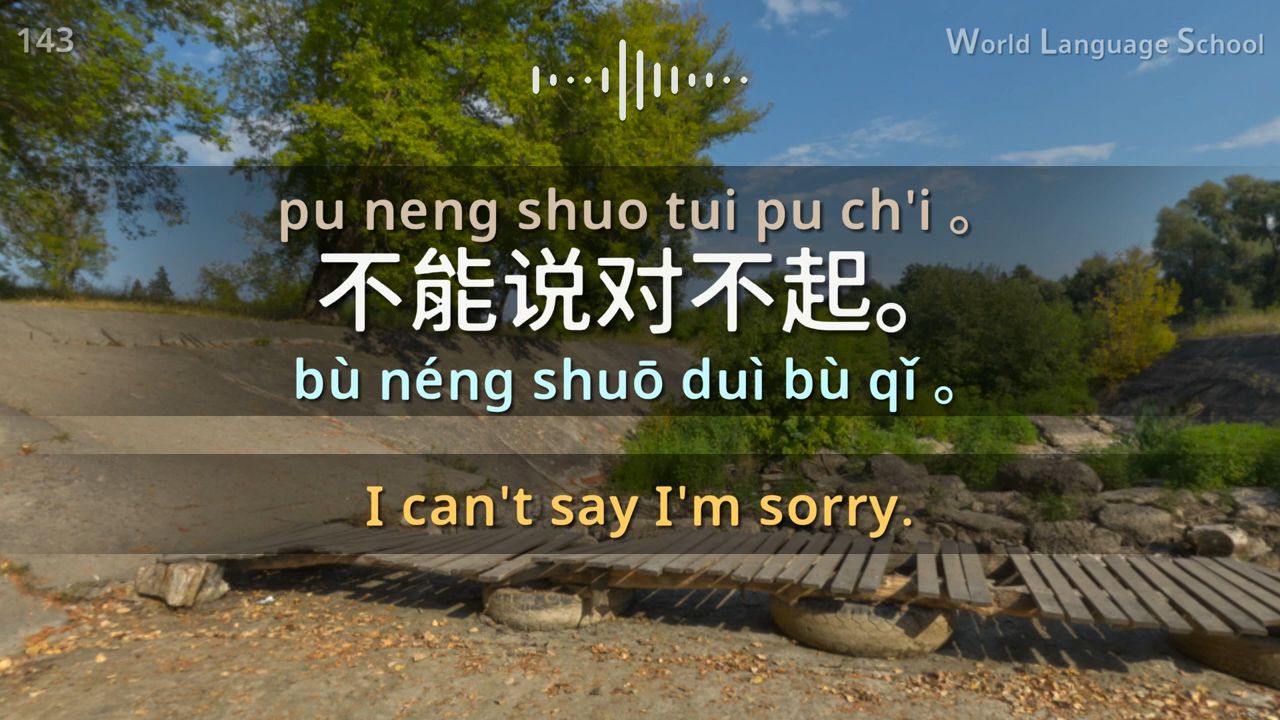 143
World Language School
pu neng shuo tui pu ch'i 。
不能说对不起。
bù néng shuō duì bù qǐ 。
I can't say I'm sorry.